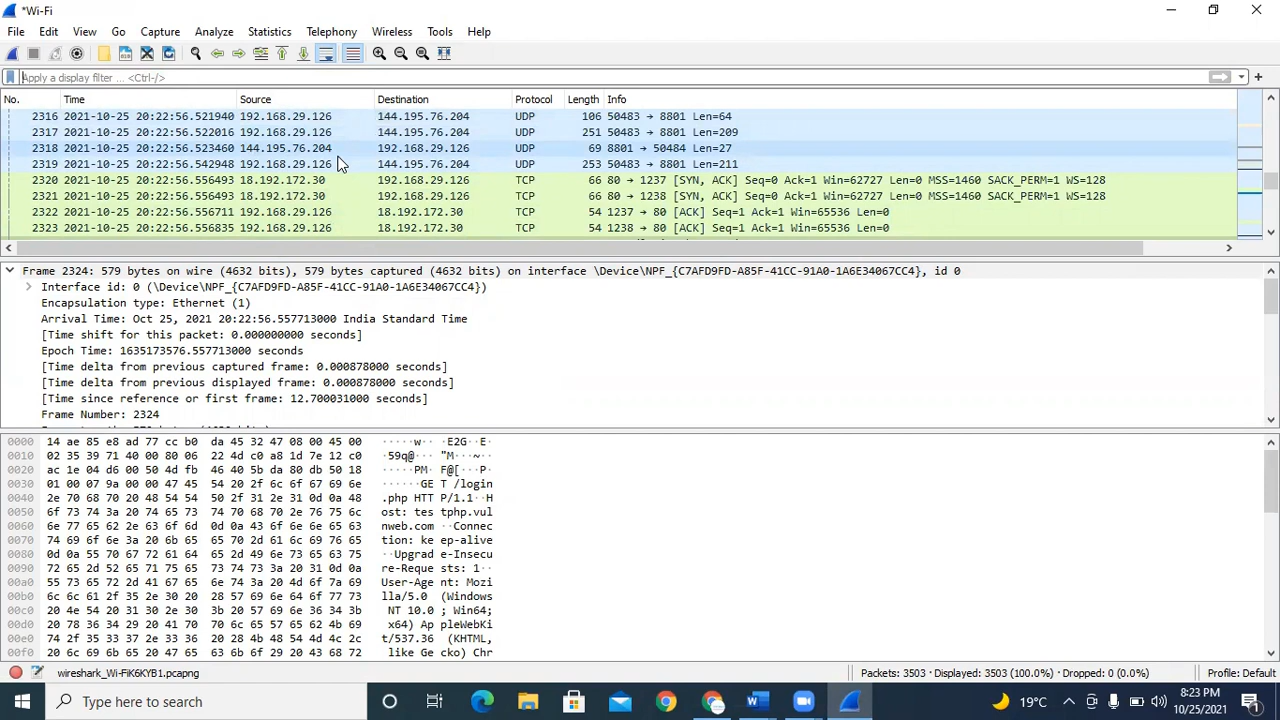 *Wi-Fi
File Edit View Go Capture Analyze Statistics Telephony Wireless Tools Help
Apply a display filter ... <Ctrl-/>
No. Time Source Destination Protocol Length Info
2316 2021-10-25 20:22:56.521940 192.168.29.126 144.195.76.204 UDP 106 50483 → 8801 Len=64
2317 2021-10-25 20:22:56.522016 192.168.29.126 144.195.76.204 UDP 251 50483 → 8801 Len=209
2318 2021-10-25 20:22:56.523460 144.195.76.204 192.168.29.126 UDP 69 8801 → 50484 Len=27
2319 2021-10-25 20:22:56.542948 192.168.29.126 144.195.76.204 UDP 253 50483 → 8801 Len=211
2320 2021-10-25 20:22:56.556493 18.192.172.30 192.168.29.126 TCP 66 80 → 1237 [SYN, ACK] Seq=0 Ack=1 Win=62727 Len=0 MSS=1460 SACK_PERM=1 WS=128
2321 2021-10-25 20:22:56.556493 18.192.172.30 192.168.29.126 TCP 66 80 → 1238 [SYN, ACK] Seq=0 Ack=1 Win=62727 Len=0 MSS=1460 SACK_PERM=1 WS=128
2322 2021-10-25 20:22:56.556711 192.168.29.126 18.192.172.30 TCP 54 1237 → 80 [ACK] Seq=1 Ack=1 Win=65536 Len=0
2323 2021-10-25 20:22:56.556835 192.168.29.126 18.192.172.30 TCP 54 1238 → 80 [ACK] Seq=1 Ack=1 Win=65536 Len=0
Frame 2324: 579 bytes on wire (4632 bits), 579 bytes captured (4632 bits) on interface \Device\NPF_{C7AFD9FD-A85F-41CC-91A0-1A6E34067CC4}, id 0
Interface id: 0 (\Device\NPF_{C7AFD9FD-A85F-41CC-91A0-1A6E34067CC4})
Encapsulation type: Ethernet (1)
Arrival Time: Oct 25, 2021 20:22:56.557713000 India Standard Time
[Time shift for this packet: 0.000000000 seconds]
Epoch Time: 1635173576.557713000 seconds
[Time delta from previous captured frame: 0.000878000 seconds]
[Time delta from previous displayed frame: 0.000878000 seconds]
[Time since reference or first frame: 12.700031000 seconds]
Frame Number: 2324
0000 14 ae 85 e8 ad 77 cc b0 da 45 32 47 08 00 45 00 ·····w·· ·E2G··E·
0010 02 35 39 71 40 00 80 06 22 4d c0 a8 1d 7e 12 c0 ·59q@··· "M···~··
0020 ac 1e 04 d6 00 50 4d fb 46 40 5b da 80 db 50 18 ·····PM· F@[···P·
0030 01 00 07 9a 00 00 47 45 54 20 2f 6c 6f 67 69 6e ······GE T /login
0040 2e 70 68 70 20 48 54 54 50 2f 31 2e 31 0d 0a 48 .php HTT P/1.1··H
0050 6f 73 74 3a 20 74 65 73 74 70 68 70 2e 76 75 6c ost: tes tphp.vul
0060 6e 77 65 62 2e 63 6f 6d 0d 0a 43 6f 6e 6e 65 63 nweb.com ··Connec
0070 74 69 6f 6e 3a 20 6b 65 65 70 2d 61 6c 69 76 65 tion: ke ep-alive
0080 0d 0a 55 70 67 72 61 64 65 2d 49 6e 73 65 63 75 ··Upgrad e-Insecu
0090 72 65 2d 52 65 71 75 65 73 74 73 3a 20 31 0d 0a re-Reque sts: 1··
00a0 55 73 65 72 2d 41 67 65 6e 74 3a 20 4d 6f 7a 69 User-Age nt: Mozi
00b0 6c 6c 61 2f 35 2e 30 20 28 57 69 6e 64 6f 77 73 lla/5.0 (Windows
00c0 20 4e 54 20 31 30 2e 30 3b 20 57 69 6e 36 34 3b NT 10.0 ; Win64;
00d0 20 78 36 34 29 20 41 70 70 6c 65 57 65 62 4b 69 x64) Ap pleWebKi
00e0 74 2f 35 33 37 2e 33 36 20 28 4b 48 54 4d 4c 2c t/537.36 (KHTML,
20 6c 69 6b 65 20 47 65 63 6b 6f 29 20 43 68 72 like Ge cko) Chr
wireshark_Wi-FiK6KYB1.pcapng Packets: 3503 · Displayed: 3503 (100.0%) · Dropped: 0 (0.0%) Profile: Default
Type here to search 19°C 8:23 PM
10/25/2021